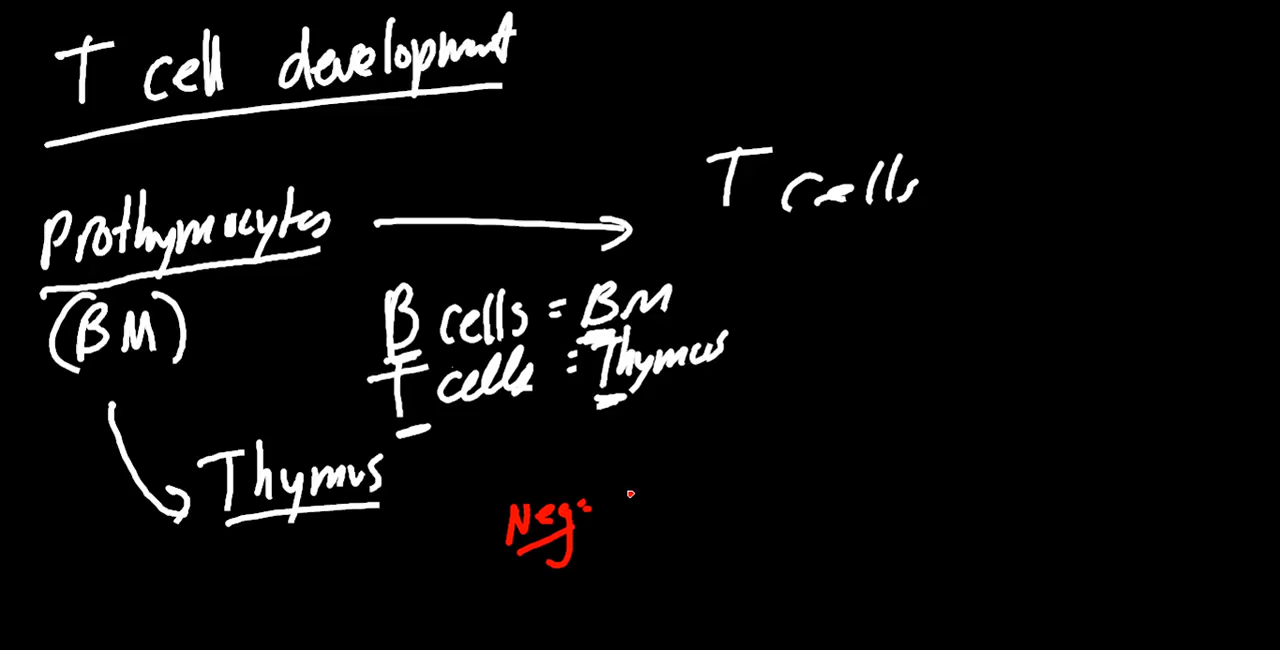 T cell development
T cells
Prothymocytes
(BM)
B cells = BM
T cells = Thymus
Thymus
Neg=